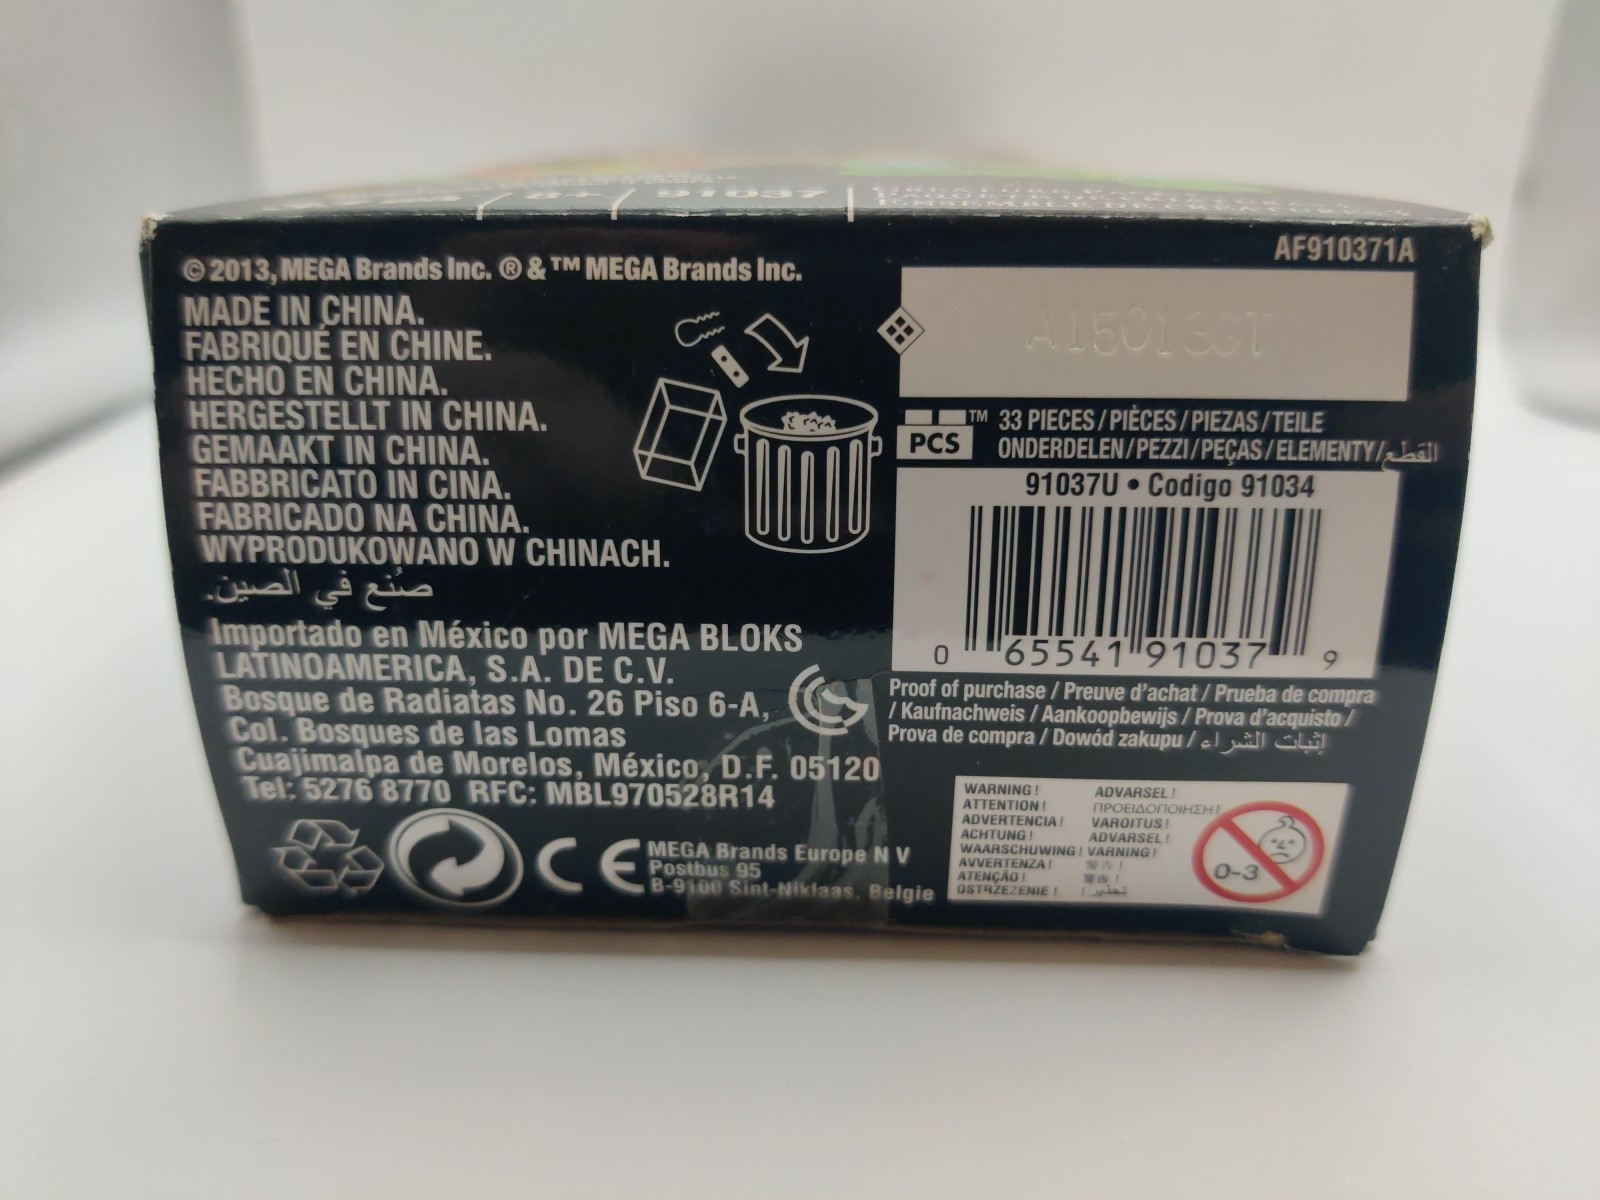 91037
AF910371A
© 2013, MEGA Brands Inc. ® & ™ MEGA Brands Inc.
MADE IN CHINA.
FABRIQUÉ EN CHINE.
HECHO EN CHINA.
HERGESTELLT IN CHINA.
GEMAAKT IN CHINA.
FABBRICATO IN CINA.
FABRICADO NA CHINA.
WYPRODUKOWANO W CHINACH.
صُنع في الصين.
Importado en México por MEGA BLOKS
LATINOAMERICA, S.A. DE C.V.
Bosque de Radiatas No. 26 Piso 6-A,
Col. Bosques de las Lomas
Cuajimalpa de Morelos, México, D.F. 05120
Tel: 5276 8770 RFC: MBL970528R14
CE
MEGA Brands Europe N V
Postbus 95
B-9100 Sint-Niklaas, Belgie
PCS ™
33 PIECES / PIÈCES / PIEZAS / TEILE
ONDERDELEN / PEZZI / PEÇAS / ELEMENTY / القطع
91037U • Codigo 91034
0 65541 91037 9
Proof of purchase / Preuve d'achat / Prueba de compra
/ Kaufnachweis / Aankoopbewijs / Prova d'acquisto /
Prova de compra / Dowód zakupu / إثبات الشراء
WARNING! ADVARSEL!
ATTENTION! ΠΡΟΕΙΔΟΠΟΙΗΣΗ!
ADVERTENCIA! VAROITUS!
ACHTUNG! ADVARSEL!
WAARSCHUWING! VARNING!
AVVERTENZA!
ATENÇÃO!
OSTRZEŻENIE! تحذير!
0-3